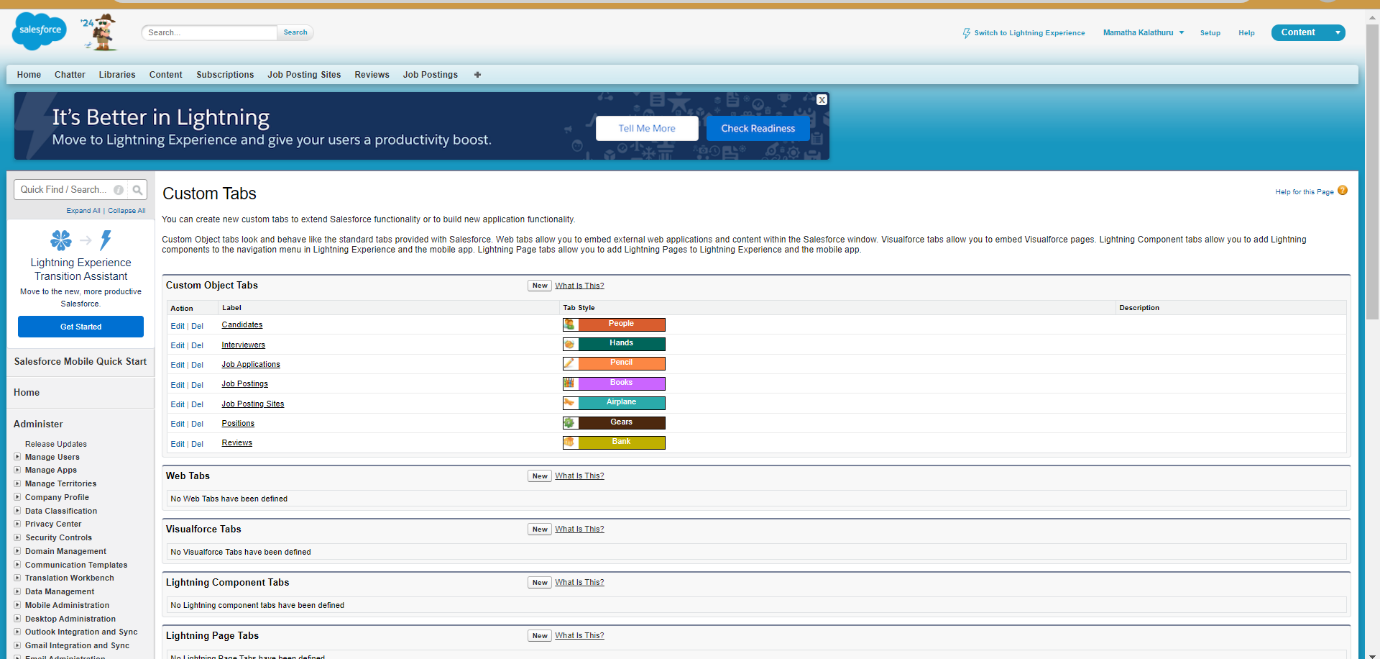 salesforce
'24
Search...
Search
Switch to Lightning Experience
Mamatha Kalathuru
Setup
Help
Content
Home Chatter Libraries Content Subscriptions Job Posting Sites Reviews Job Postings +
It's Better in Lightning
Move to Lightning Experience and give your users a productivity boost.
Tell Me More
Check Readiness
X
Quick Find / Search...
Expand All | Collapse All
Lightning Experience
Transition Assistant
Move to the new, more productive
Salesforce.
Get Started
Salesforce Mobile Quick Start
Home
Administer
Release Updates
Manage Users
Manage Apps
Manage Territories
Company Profile
Data Classification
Privacy Center
Security Controls
Domain Management
Communication Templates
Translation Workbench
Data Management
Mobile Administration
Desktop Administration
Outlook Integration and Sync
Gmail Integration and Sync
Email Administration
Custom Tabs
Help for this Page ?
You can create new custom tabs to extend Salesforce functionality or to build new application functionality.
Custom Object tabs look and behave like the standard tabs provided with Salesforce. Web tabs allow you to embed external web applications and content within the Salesforce window. Visualforce tabs allow you to embed Visualforce pages. Lightning Component tabs allow you to add Lightning
components to the navigation menu in Lightning Experience and the mobile app. Lightning Page tabs allow you to add Lightning Pages to Lightning Experience and the mobile app.
Custom Object Tabs New What Is This?
Action Label Tab Style Description
Edit | Del Candidates People
Edit | Del Interviewers Hands
Edit | Del Job Applications Pencil
Edit | Del Job Postings Books
Edit | Del Job Posting Sites Airplane
Edit | Del Positions Gears
Edit | Del Reviews Bank
Web Tabs New What Is This?
No Web Tabs have been defined
Visualforce Tabs New What Is This?
No Visualforce Tabs have been defined
Lightning Component Tabs New What Is This?
No Lightning component tabs have been defined
Lightning Page Tabs New What Is This?
No Lightning Page Tabs have been defined